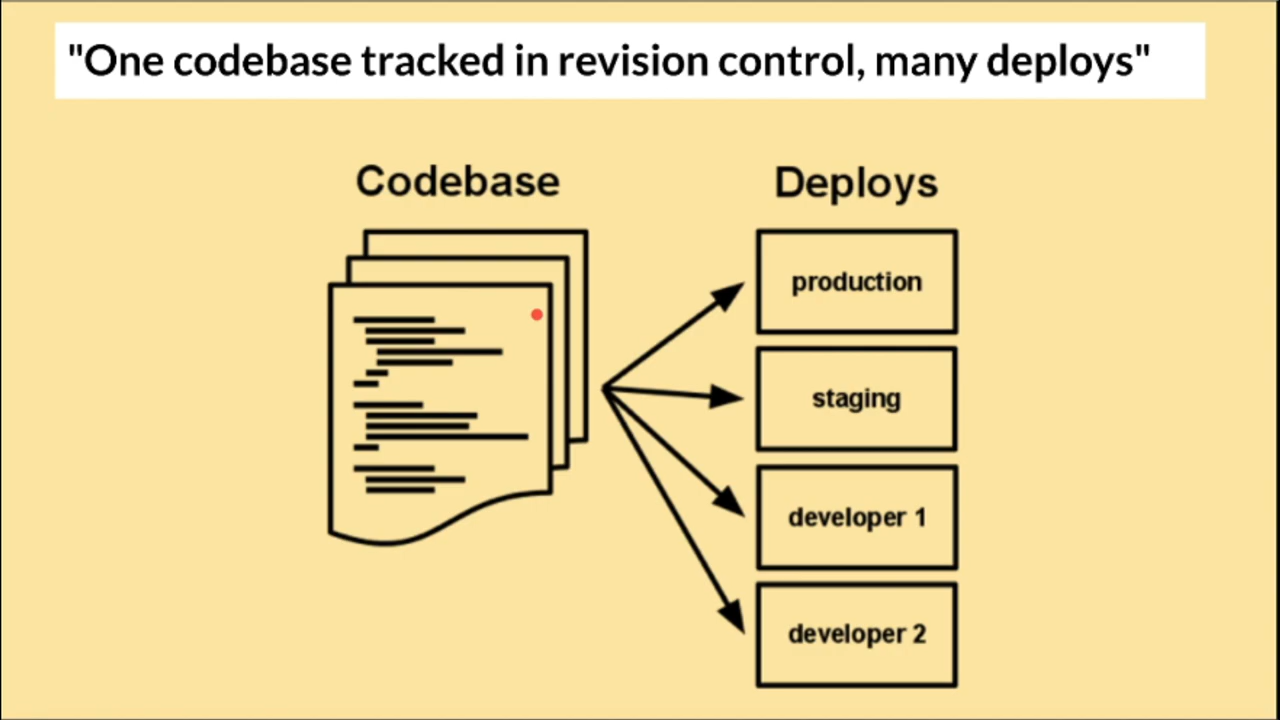 "One codebase tracked in revision control, many deploys"
Codebase
Deploys
production
staging
developer 1
developer 2